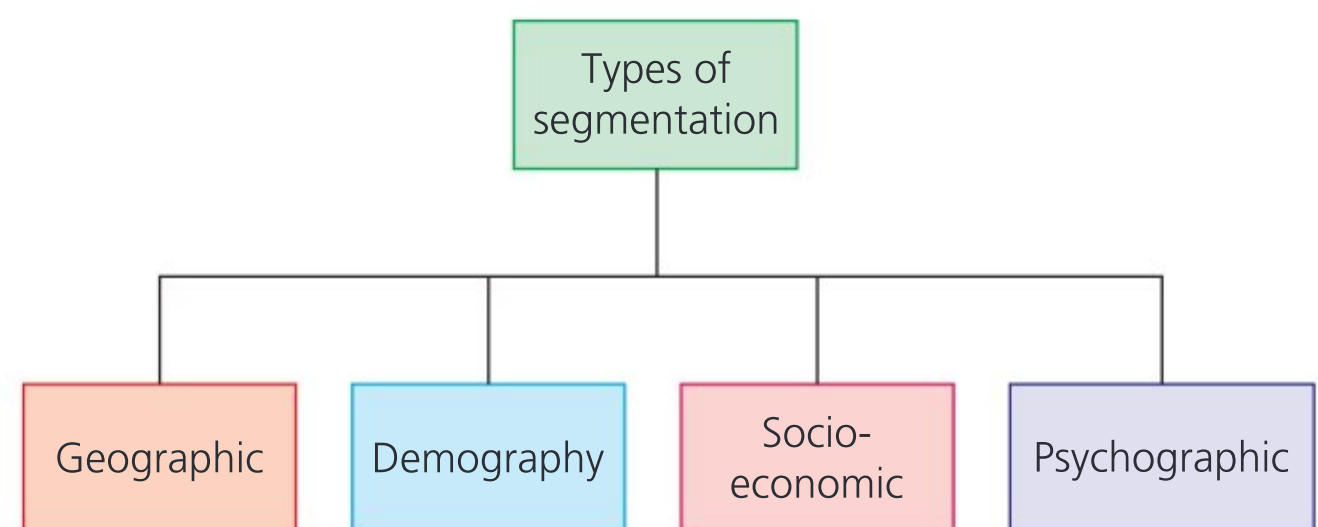 Types of
segmentation
Geographic
Demography
Socio-
economic
Psychographic